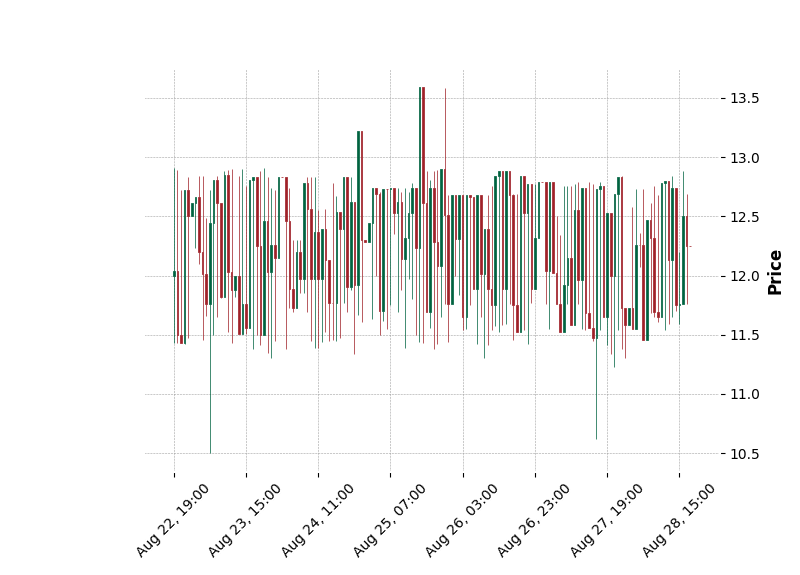 13.5
13.0
12.5
12.0
11.5
11.0
10.5
Price
Aug 22, 19:00
Aug 23, 15:00
Aug 24, 11:00
Aug 25, 07:00
Aug 26, 03:00
Aug 26, 23:00
Aug 27, 19:00
Aug 28, 15:00